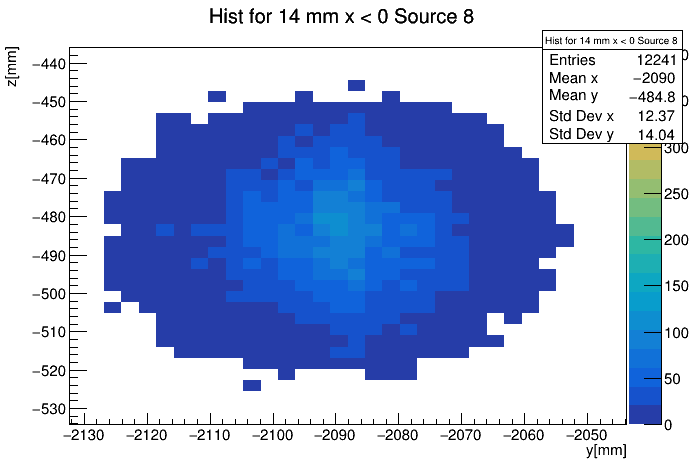 Hist for 14 mm x < 0 Source 8
z[mm]
−440
−450
−460
−470
−480
−490
−500
−510
−520
−530
−2130 −2120 −2110 −2100 −2090 −2080 −2070 −2060 −2050
y[mm]
Hist for 14 mm x < 0 Source 8
Entries 12241
Mean x −2090
Mean y −484.8
Std Dev x 12.37
Std Dev y 14.04
300
250
200
150
100
50
0